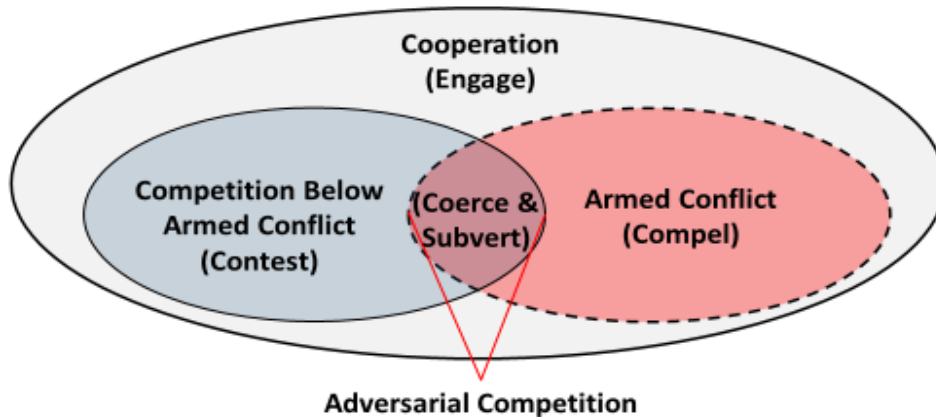 Cooperation
(Engage)
Competition Below
Armed Conflict
(Contest)
(Coerce &
Subvert)
Armed Conflict
(Compel)
Adversarial Competition